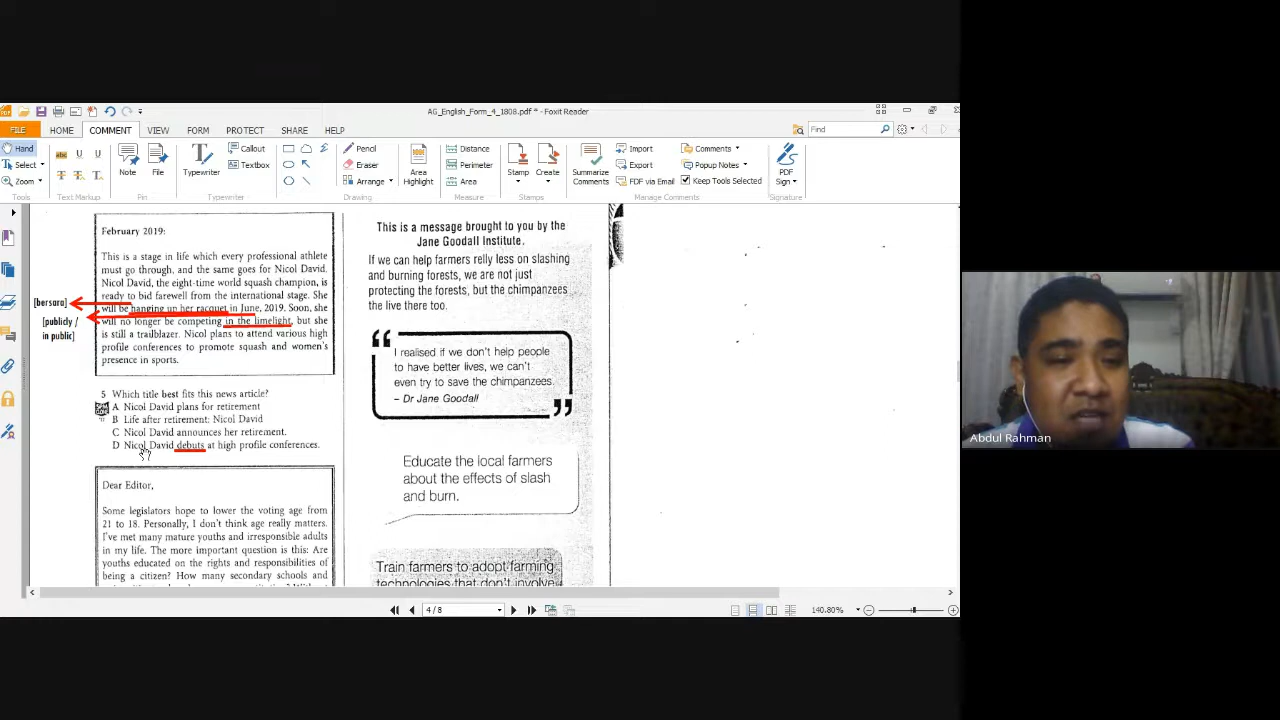 AG_English_Form_4_1808.pdf * - Foxit Reader
FILE HOME COMMENT VIEW FORM PROTECT SHARE HELP
Find
Hand
Select
Zoom
Tools
Text Markup
Note
File
Pin
Typewriter
Callout
Textbox
Typewriter
Pencil
Eraser
Arrange
Drawing
Area Highlight
Distance
Perimeter
Area
Measure
Stamp
Create
Stamps
Summarize Comments
Import
Export
FDF via Email
Comments
Popup Notes
Keep Tools Selected
Manage Comments
PDF Sign
Signature
February 2019:
This is a stage in life which every professional athlete
must go through, and the same goes for Nicol David.
Nicol David, the eight-time world squash champion, is
ready to bid farewell from the international stage. She
will be hanging up her racquet in June, 2019. Soon, she
will no longer be competing in the limelight, but she
is still a trailblazer. Nicol plans to attend various high
profile conferences to promote squash and women's
presence in sports.
[bersara]
[publicly /
in public]
5 Which title best fits this news article?
A Nicol David plans for retirement
B Life after retirement: Nicol David
C Nicol David announces her retirement.
D Nicol David debuts at high profile conferences.
Dear Editor,
Some legislators hope to lower the voting age from
21 to 18. Personally, I don't think age really matters.
I've met many mature youths and irresponsible adults
in my life. The more important question is this: Are
youths educated on the rights and responsibilities of
being a citizen? How many secondary schools and
This is a message brought to you by the
Jane Goodall Institute.
If we can help farmers relly less on slashing
and burning forests, we are not just
protecting the forests, but the chimpanzees
the live there too.
“ I realised if we don't help people
to have better lives, we can't
even try to save the chimpanzees.
– Dr Jane Goodall ”
Educate the local farmers
about the effects of slash
and burn.
Train farmers to adopt farming
technologies that don't involve
4 / 8
140.80%
Abdul Rahman